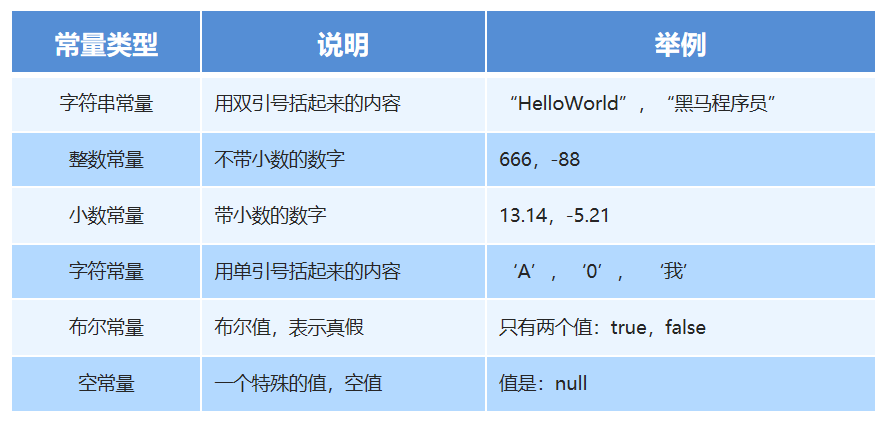 常量类型 说明 举例
字符串常量 用双引号括起来的内容 “HelloWorld”，“黑马程序员”
整数常量 不带小数的数字 666，-88
小数常量 带小数的数字 13.14，-5.21
字符常量 用单引号括起来的内容 ‘A’，‘0’，‘我’
布尔常量 布尔值，表示真假 只有两个值：true，false
空常量 一个特殊的值，空值 值是：null